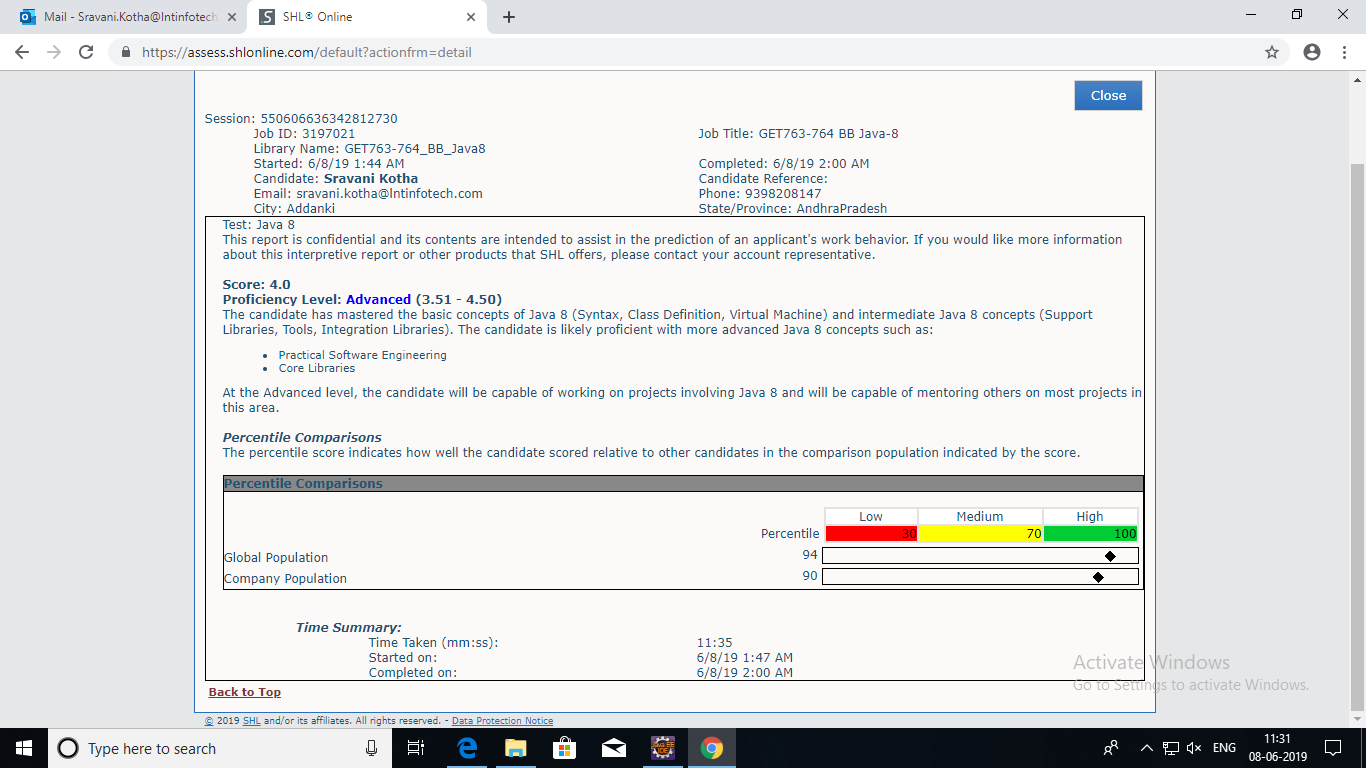 Mail - Sravani.Kotha@lntinfotech
SHL® Online
https://assess.shlonline.com/default?actionfrm=detail
Close
Session: 550606636342812730
Job ID: 3197021 Job Title: GET763-764 BB Java-8
Library Name: GET763-764_BB_Java8
Started: 6/8/19 1:44 AM Completed: 6/8/19 2:00 AM
Candidate: Sravani Kotha Candidate Reference:
Email: sravani.kotha@lntinfotech.com Phone: 9398208147
City: Addanki State/Province: AndhraPradesh
Test: Java 8
This report is confidential and its contents are intended to assist in the prediction of an applicant's work behavior. If you would like more information
about this interpretive report or other products that SHL offers, please contact your account representative.
Score: 4.0
Proficiency Level: Advanced (3.51 - 4.50)
The candidate has mastered the basic concepts of Java 8 (Syntax, Class Definition, Virtual Machine) and intermediate Java 8 concepts (Support
Libraries, Tools, Integration Libraries). The candidate is likely proficient with more advanced Java 8 concepts such as:
• Practical Software Engineering
• Core Libraries
At the Advanced level, the candidate will be capable of working on projects involving Java 8 and will be capable of mentoring others on most projects in
this area.
Percentile Comparisons
The percentile score indicates how well the candidate scored relative to other candidates in the comparison population indicated by the score.
Percentile Comparisons
Low Medium High
Percentile 30 70 100
Global Population 94
Company Population 90
Time Summary:
Time Taken (mm:ss): 11:35
Started on: 6/8/19 1:47 AM
Completed on: 6/8/19 2:00 AM
Back to Top
Activate Windows
Go to Settings to activate Windows.
© 2019 SHL and/or its affiliates. All rights reserved. - Data Protection Notice
Type here to search
ENG
11:31
08-06-2019